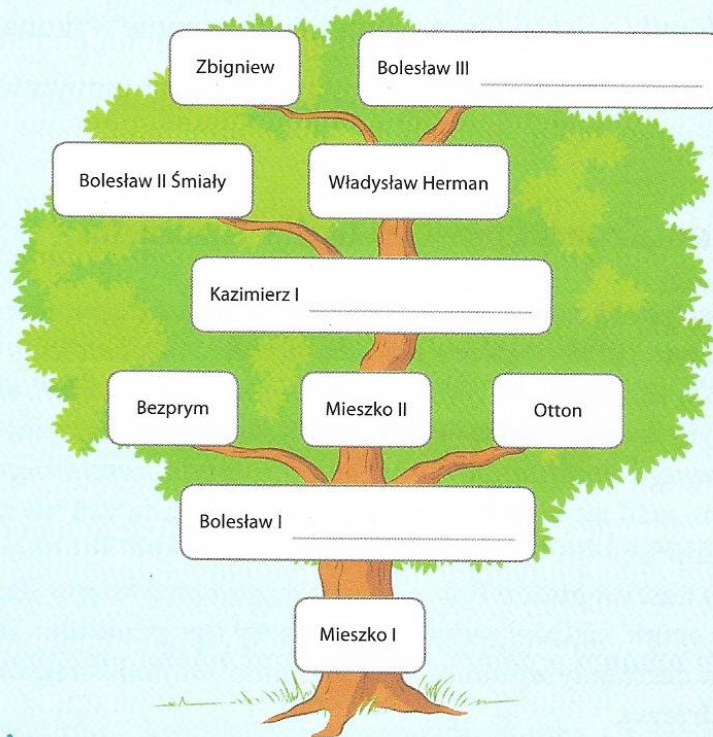 Zbigniew
Bolesław III
Bolesław II Śmiały
Władysław Herman
Kazimierz I
Bezprym
Mieszko II
Otton
Bolesław I
Mieszko I